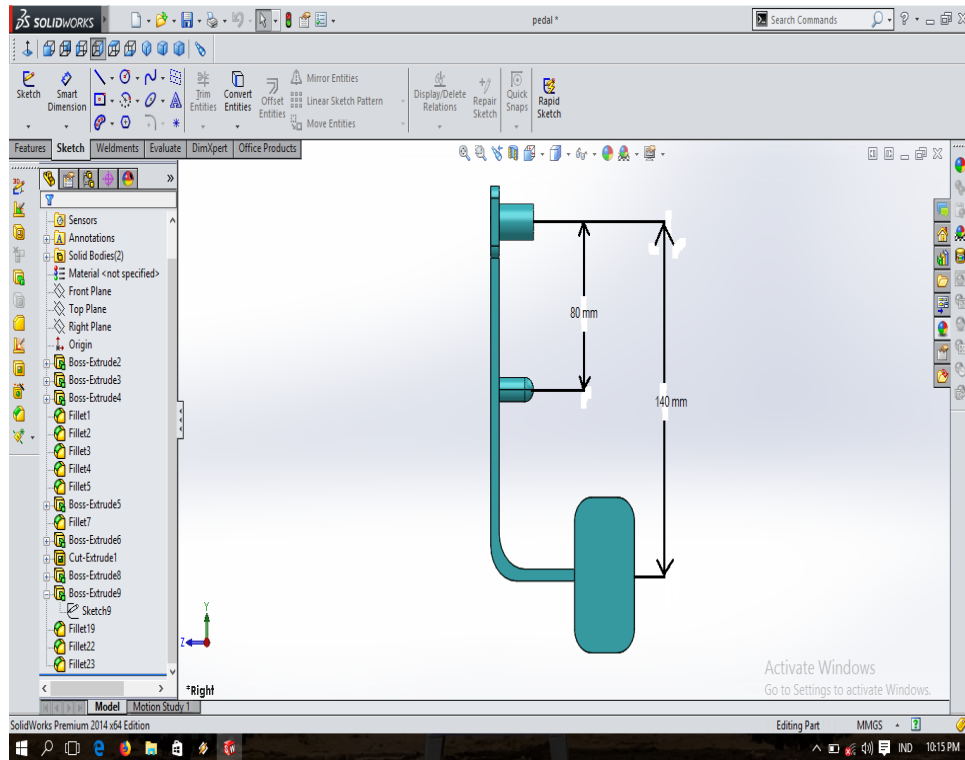 SOLIDWORKS
pedal *
Search Commands
Sketch
Smart Dimension
Trim Entities
Convert Entities
Offset Entities
Mirror Entities
Linear Sketch Pattern
Move Entities
Display/Delete Relations
Repair Sketch
Quick Snaps
Rapid Sketch
Features Sketch Weldments Evaluate DimXpert Office Products
Sensors
Annotations
Solid Bodies(2)
Material <not specified>
Front Plane
Top Plane
Right Plane
Origin
Boss-Extrude2
Boss-Extrude3
Boss-Extrude4
Fillet1
Fillet2
Fillet3
Fillet4
Fillet5
Boss-Extrude5
Fillet7
Boss-Extrude6
Cut-Extrude1
Boss-Extrude8
Boss-Extrude9
Sketch9
Fillet19
Fillet22
Fillet23
80 mm
140 mm
Y
Z
*Right
Activate Windows
Go to Settings to activate Windows.
Model Motion Study 1
SolidWorks Premium 2014 x64 Edition
Editing Part MMGS
IND 10:15 PM